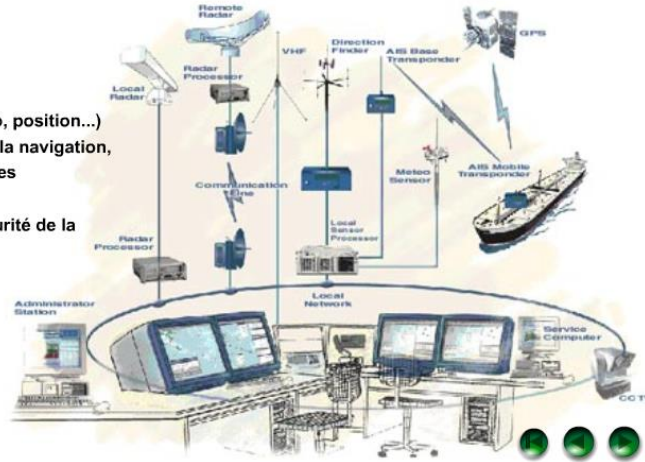 , position...)
la navigation,
es
urité de la
Remote
Radar
Radar
Processor
Local
Radar
VHF
Direction
Finder
AIS Base
Transponder
GPS
Communication
Line
Meteo
Sensor
AIS Mobile
Transponder
Local
Sensor
Processor
Radar
Processor
Local
Network
Administrator
Station
Service
Computer
CCTV